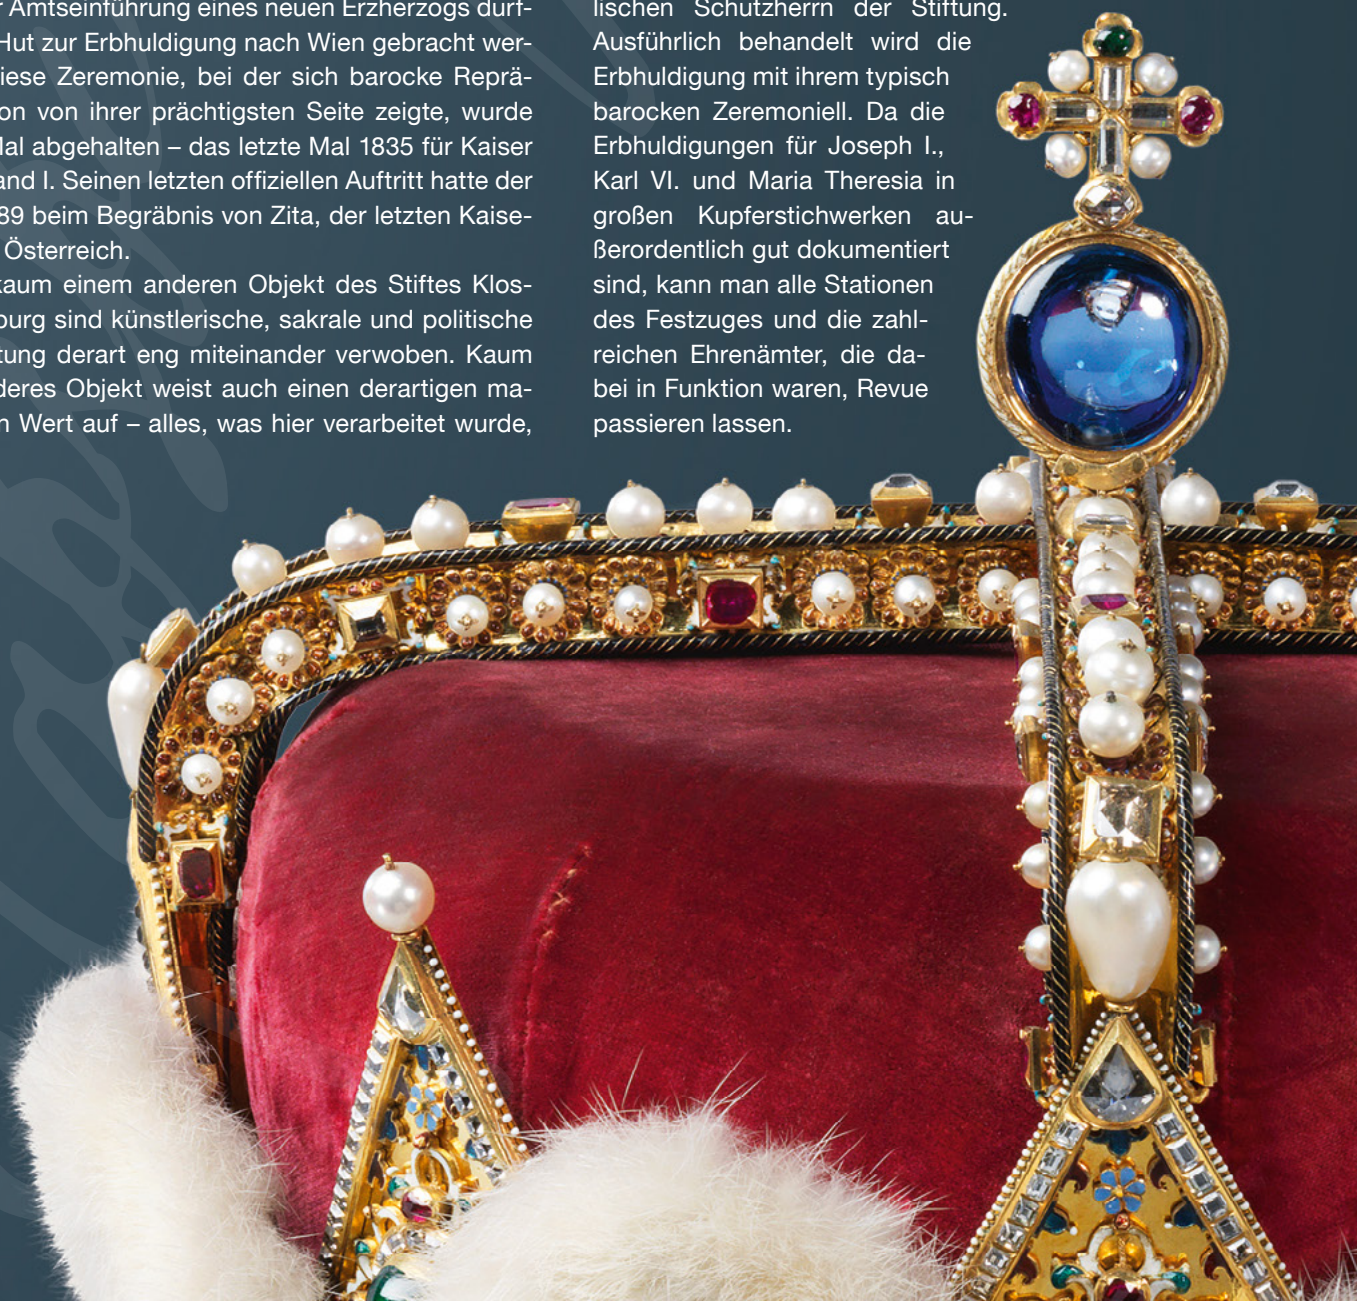 Amtseinführung eines neuen Erzherzogs durf-
Hut zur Erbhuldigung nach Wien gebracht wer-
iese Zeremonie, bei der sich barocke Reprä-
on von ihrer prächtigsten Seite zeigte, wurde
al abgehalten – das letzte Mal 1835 für Kaiser
and I. Seinen letzten offiziellen Auftritt hatte der
89 beim Begräbnis von Zita, der letzten Kaise-
Österreich.
kaum einem anderen Objekt des Stiftes Klos-
burg sind künstlerische, sakrale und politische
tung derart eng miteinander verwoben. Kaum
deres Objekt weist auch einen derartigen ma-
n Wert auf – alles, was hier verarbeitet wurde,
lischen Schutzherrn der Stiftung.
Ausführlich behandelt wird die
Erbhuldigung mit ihrem typisch
barocken Zeremoniell. Da die
Erbhuldigungen für Joseph I.,
Karl VI. und Maria Theresia in
großen Kupferstichwerken au-
ßerordentlich gut dokumentiert
sind, kann man alle Stationen
des Festzuges und die zahl-
reichen Ehrenämter, die da-
bei in Funktion waren, Revue
passieren lassen.